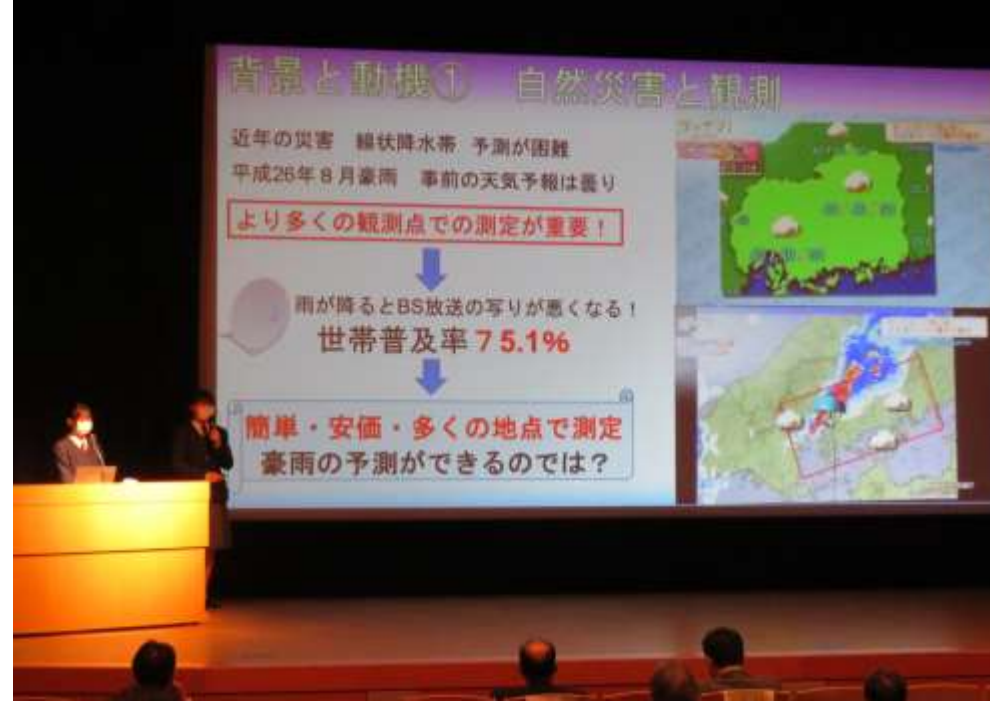 背景と動機① 自然災害と観測
近年の災害 線状降水帯 予測が困難
平成26年8月豪雨 事前の天気予報は曇り
より多くの観測点での測定が重要!
雨が降るとBS放送の写りが悪くなる!
世帯普及率75.1%
簡単・安価・多くの地点で測定
豪雨の予測ができるのでは?